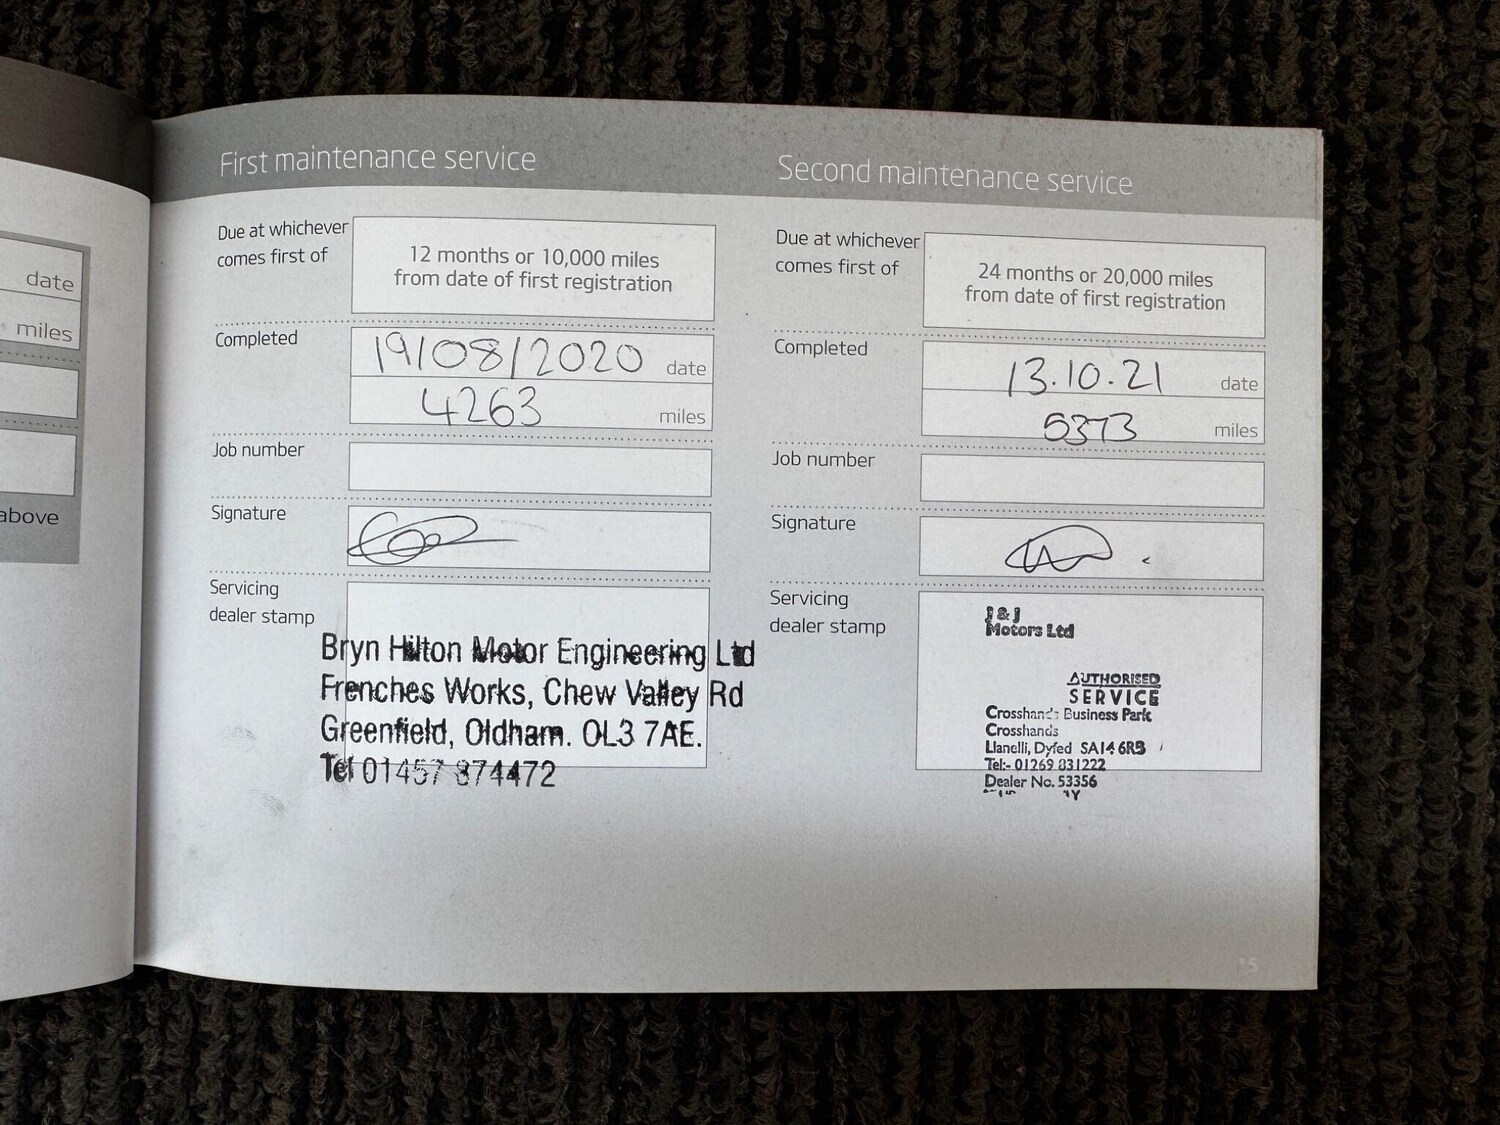 date
miles
above
First maintenance service
Due at whichever
comes first of
12 months or 10,000 miles
from date of first registration
Completed
19/08/2020 date
4263 miles
Job number
Signature
Servicing
dealer stamp
Bryn Hilton Motor Engineering Ltd
Frenches Works, Chew Valley Rd
Greenfield, Oldham. OL3 7AE.
Tel 01457 874472
Second maintenance service
Due at whichever
comes first of
24 months or 20,000 miles
from date of first registration
Completed
13.10.21 date
5373 miles
Job number
Signature
Servicing
dealer stamp
J & J
Motors Ltd
AUTHORISED
SERVICE
Crosshands Business Park
Crosshands
Llanelli, Dyfed SA14 6RB
Tel:- 01269 831222
Dealer No. 53356